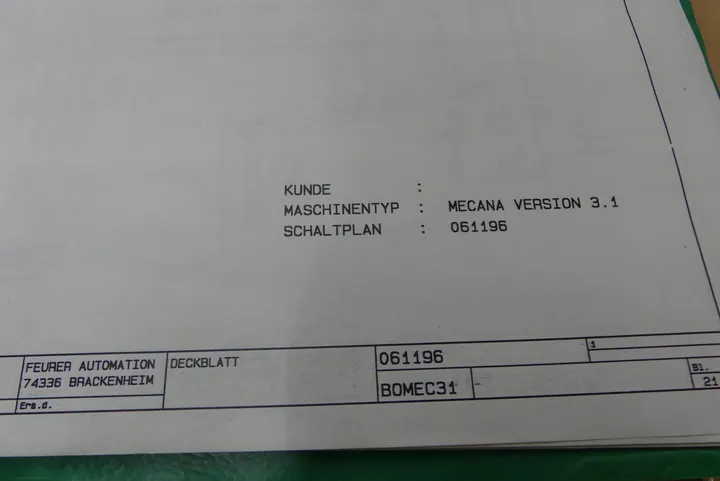 KUNDE :
MASCHINENTYP : MECANA VERSION 3.1
SCHALTPLAN : 061196
FEURER AUTOMATION
74336 BRACKENHEIM
Ers.d.
DECKBLATT
061196
BOMEC31
-
1
Bl.
21